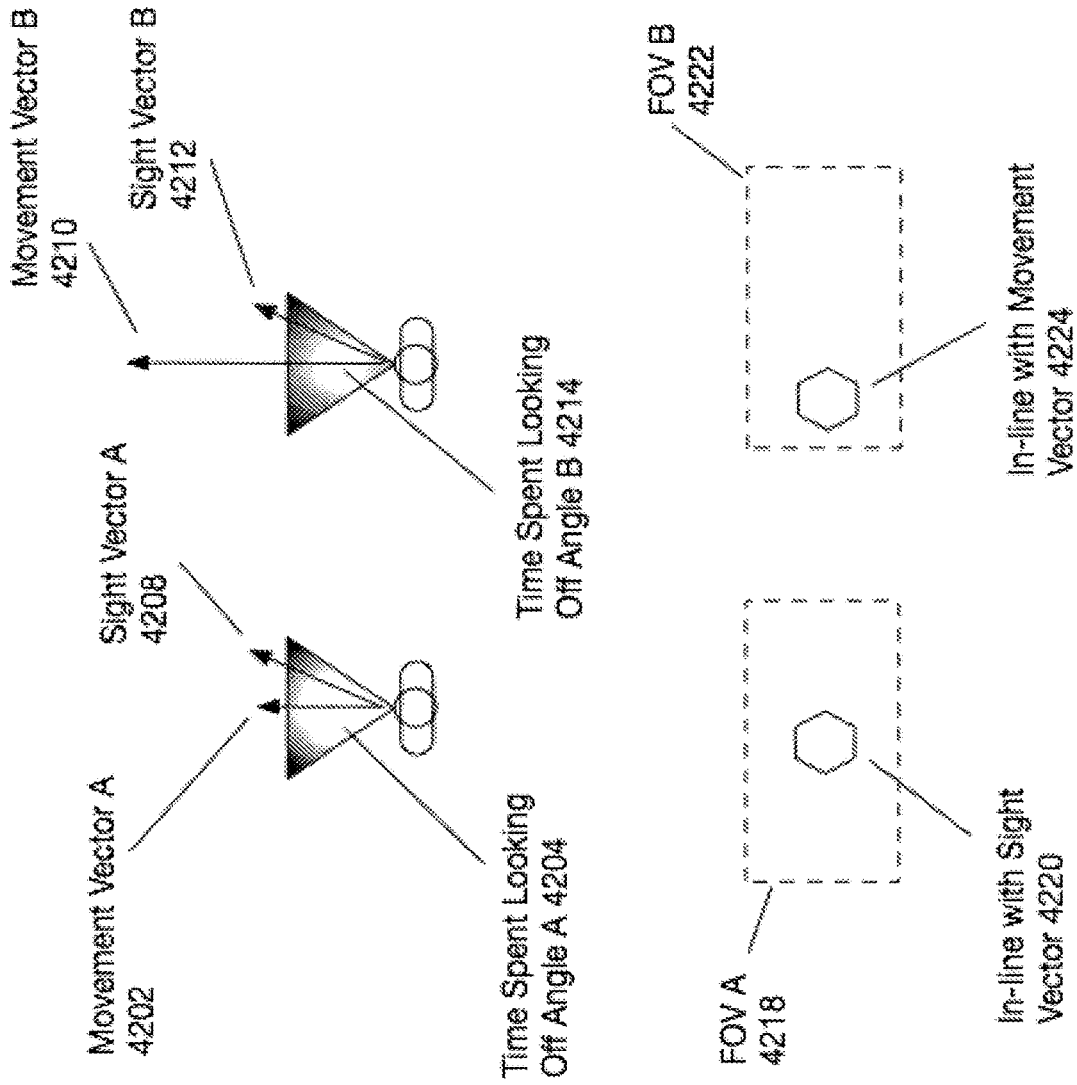 Movement Vector A
4202
Sight Vector A
4208
Movement Vector B
4210
Sight Vector B
4212
Time Spent Looking
Off Angle A 4204
Time Spent Looking
Off Angle B 4214
FOV A
4218
FOV B
4222
In-line with Sight
Vector 4220
In-line with Movement
Vector 4224